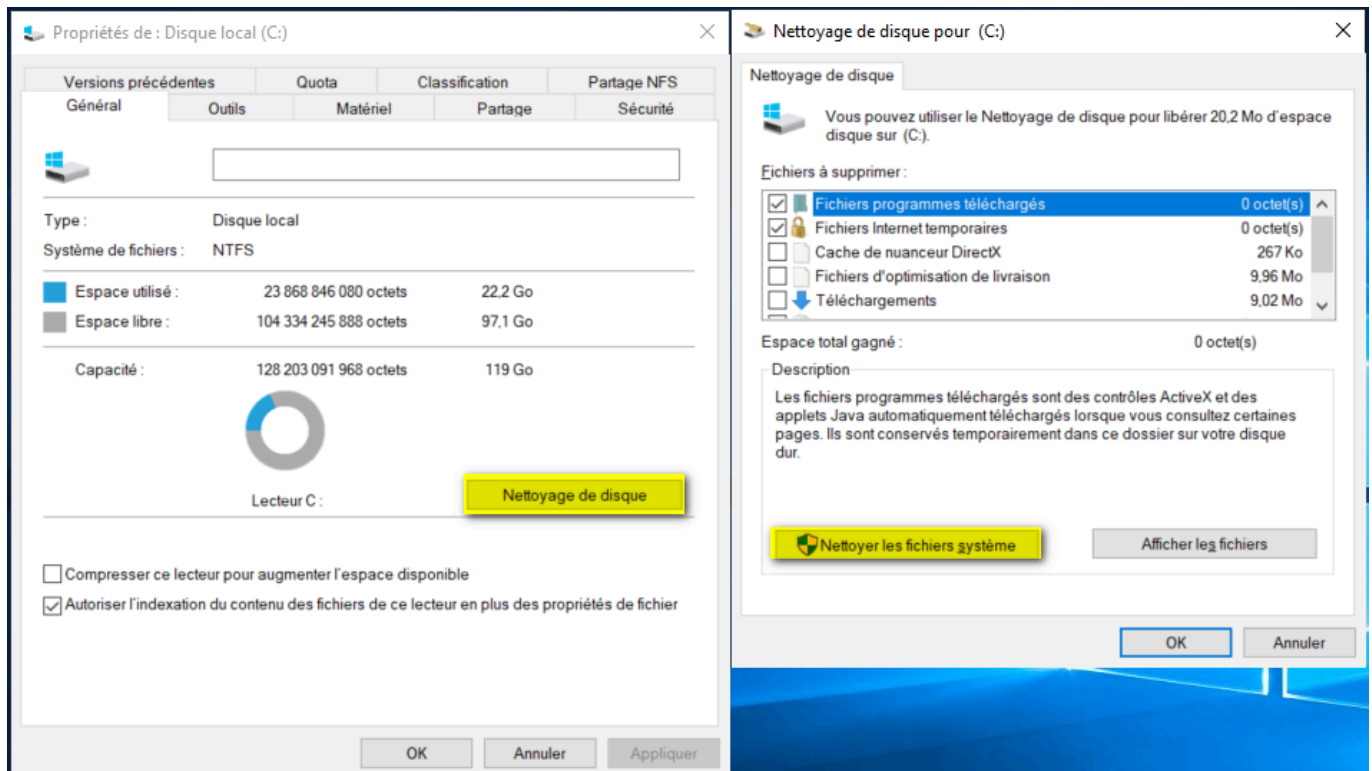 Propriétés de : Disque local (C:)
Versions précédentes Quota Classification Partage NFS
Général Outils Matériel Partage Sécurité
Type : Disque local
Système de fichiers : NTFS
Espace utilisé : 23 868 846 080 octets 22,2 Go
Espace libre : 104 334 245 888 octets 97,1 Go
Capacité : 128 203 091 968 octets 119 Go
Lecteur C :
Nettoyage de disque
Compresser ce lecteur pour augmenter l'espace disponible
Autoriser l'indexation du contenu des fichiers de ce lecteur en plus des propriétés de fichier
OK Annuler Appliquer
Nettoyage de disque pour (C:)
Nettoyage de disque
Vous pouvez utiliser le Nettoyage de disque pour libérer 20,2 Mo d'espace
disque sur (C:).
Fichiers à supprimer :
Fichiers programmes téléchargés 0 octet(s)
Fichiers Internet temporaires 0 octet(s)
Cache de nuanceur DirectX 267 Ko
Fichiers d'optimisation de livraison 9,96 Mo
Téléchargements 9,02 Mo
Espace total gagné : 0 octet(s)
Description
Les fichiers programmes téléchargés sont des contrôles ActiveX et des
applets Java automatiquement téléchargés lorsque vous consultez certaines
pages. Ils sont conservés temporairement dans ce dossier sur votre disque
dur.
Nettoyer les fichiers système
Afficher les fichiers
OK Annuler